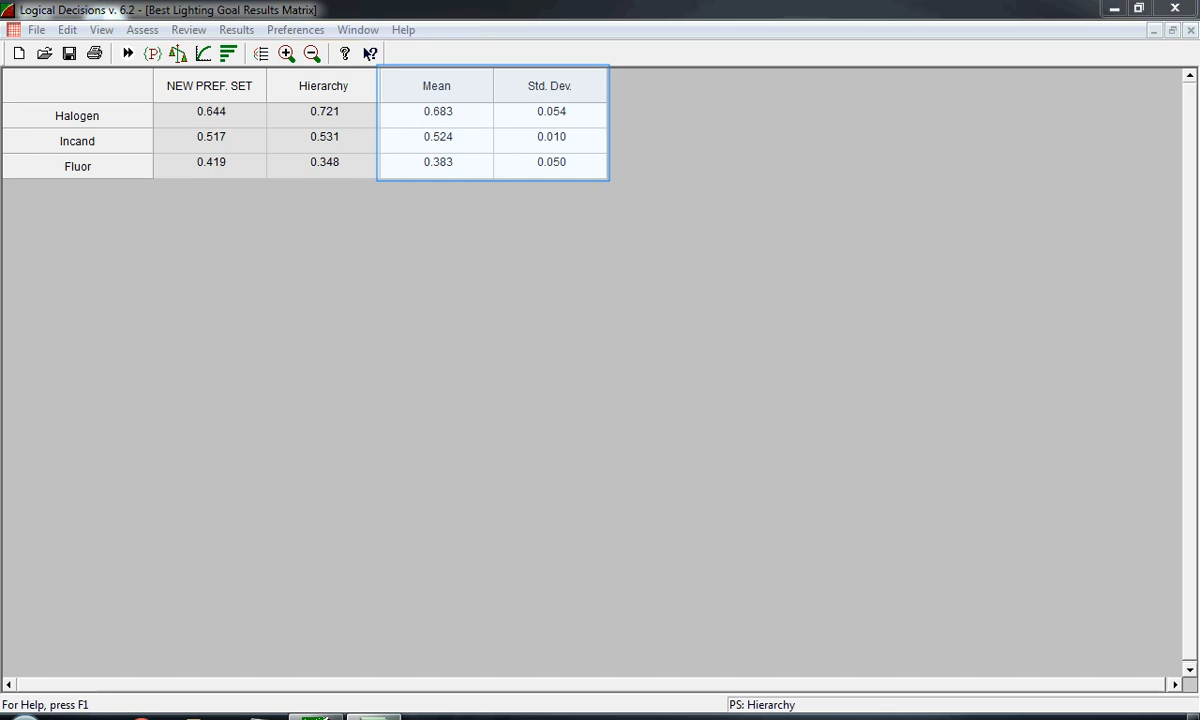 Logical Decisions v. 6.2 - [Best Lighting Goal Results Matrix]
File Edit View Assess Review Results Preferences Window Help
NEW PREF. SET Hierarchy Mean Std. Dev.
Halogen 0.644 0.721 0.683 0.054
Incand 0.517 0.531 0.524 0.010
Fluor 0.419 0.348 0.383 0.050
For Help, press F1 PS: Hierarchy